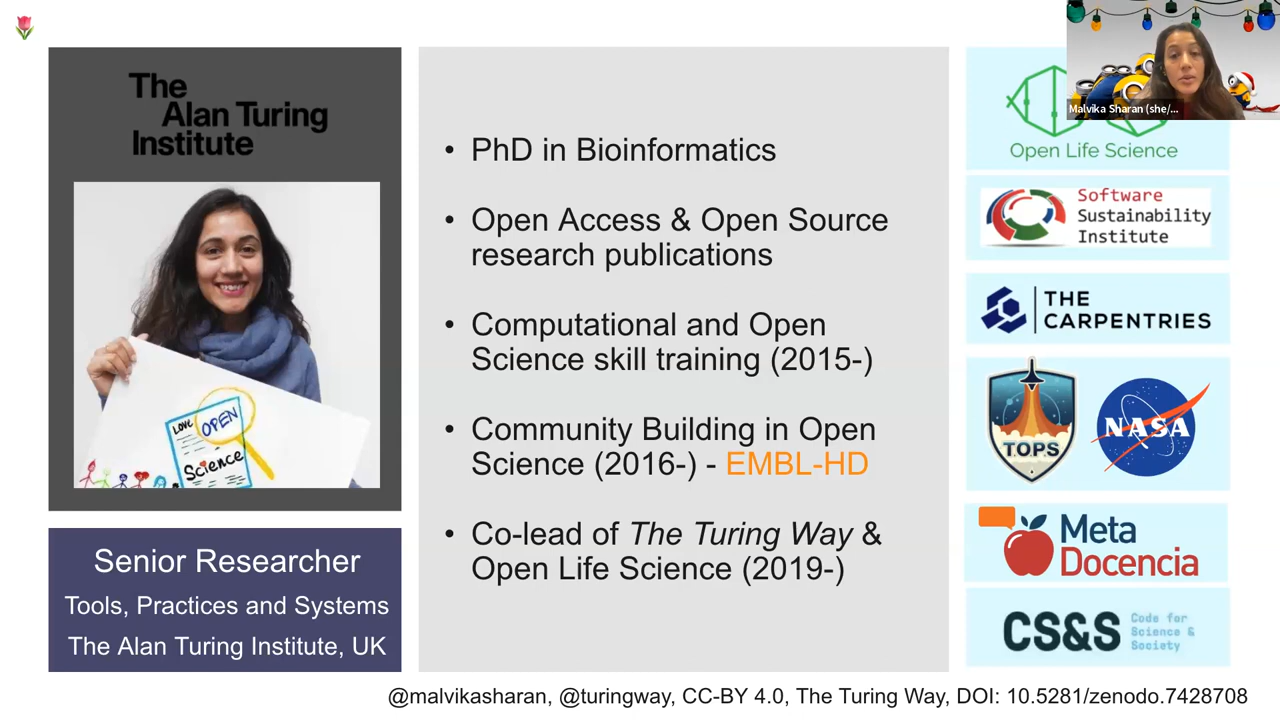 The
Alan Turing
Institute
LOVE
OPEN
Science
Senior Researcher
Tools, Practices and Systems
The Alan Turing Institute, UK
• PhD in Bioinformatics
• Open Access & Open Source
research publications
• Computational and Open
Science skill training (2015-)
• Community Building in Open
Science (2016-) - EMBL-HD
• Co-lead of The Turing Way &
Open Life Science (2019-)
Malvika Sharan (she/...
Open Life Science
Software
Sustainability
Institute
THE
CARPENTRIES
TOPS
NASA
Meta
Docencia
CS&S
Code for
Science &
Society
@malvikasharan, @turingway, CC-BY 4.0, The Turing Way, DOI: 10.5281/zenodo.7428708